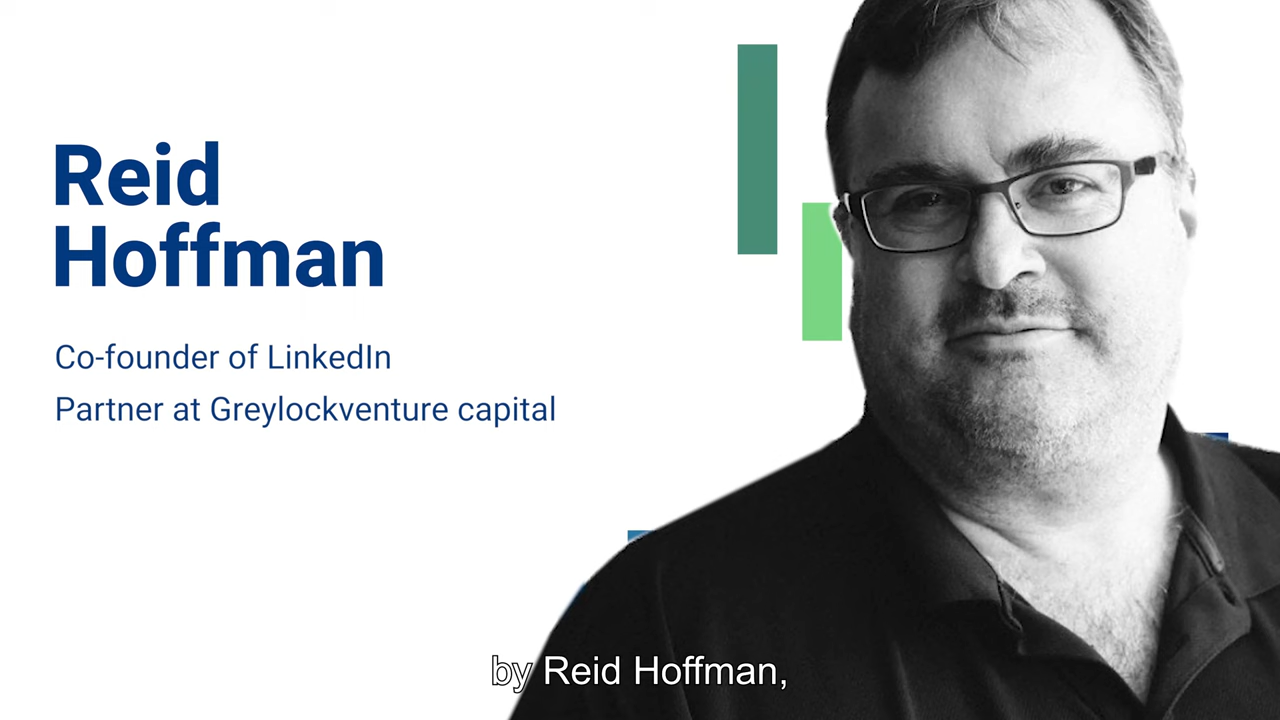 Reid
Hoffman
Co-founder of LinkedIn
Partner at Greylockventure capital
by Reid Hoffman,